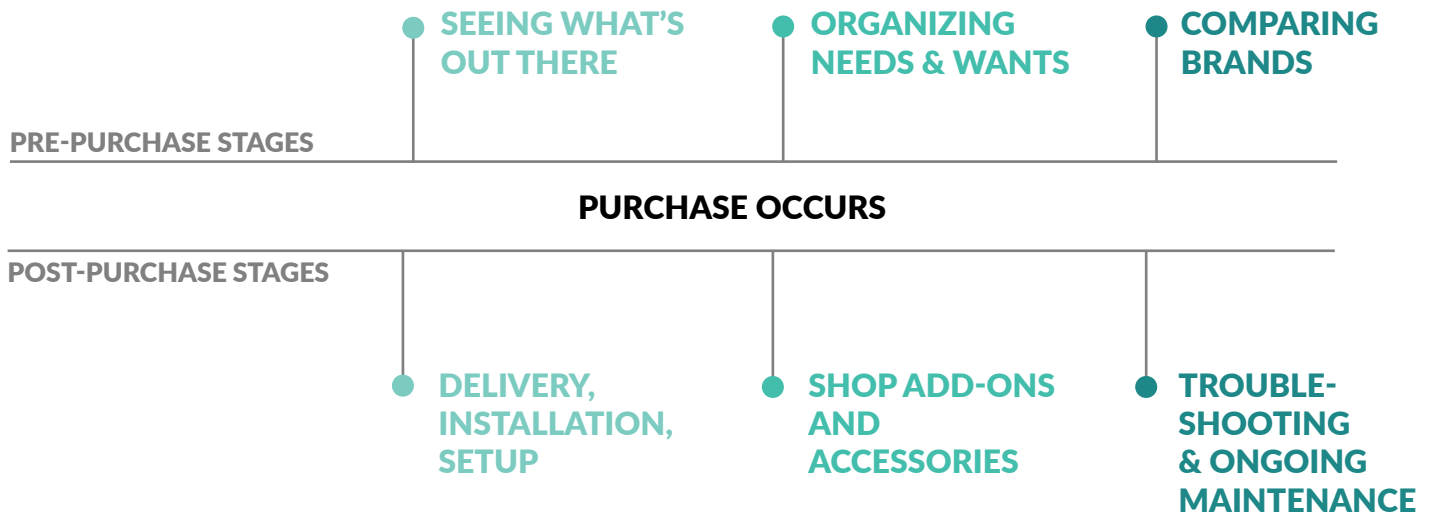 SEEING WHAT'S
OUT THERE
ORGANIZING
NEEDS & WANTS
COMPARING
BRANDS
PRE-PURCHASE STAGES
PURCHASE OCCURS
POST-PURCHASE STAGES
DELIVERY,
INSTALLATION,
SETUP
SHOP ADD-ONS
AND
ACCESSORIES
TROUBLE-
SHOOTING
& ONGOING
MAINTENANCE